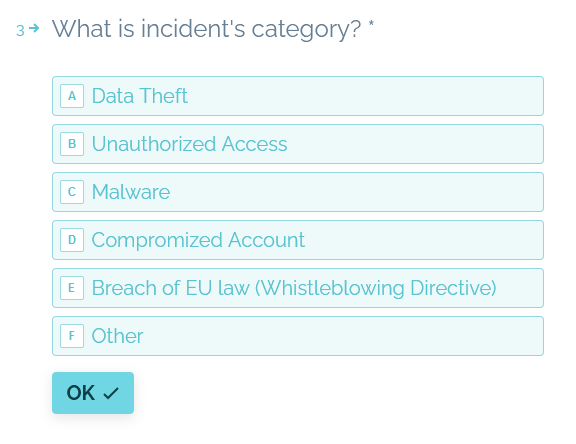 3 → What is incident's category? *
A Data Theft
B Unauthorized Access
C Malware
D Compromized Account
E Breach of EU law (Whistleblowing Directive)
F Other
OK ✓